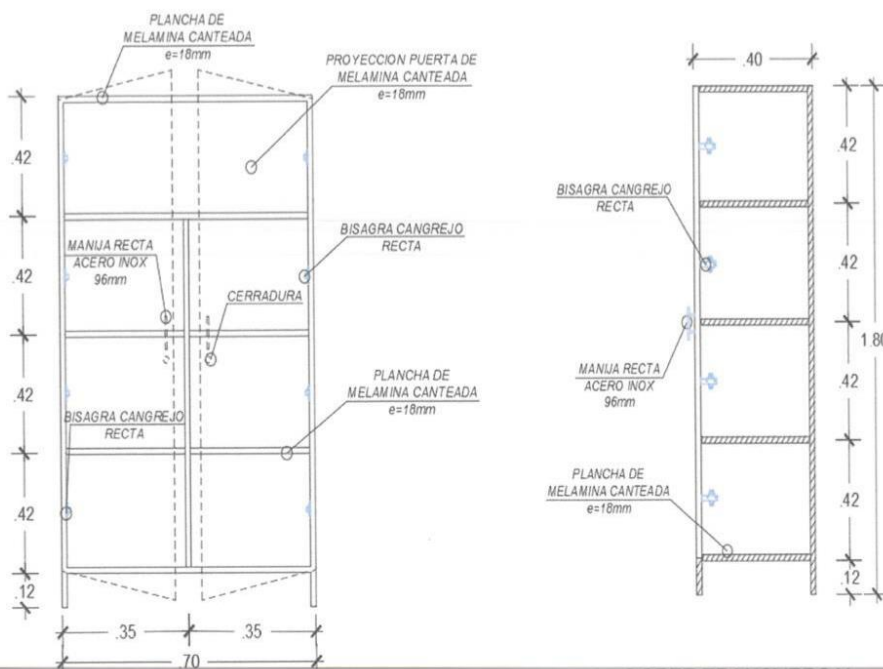 PLANCHA DE
MELAMINA CANTEADA
e=18mm
PROYECCION PUERTA DE
MELAMINA CANTEADA
e=18mm
.42
.42
.42
.42
.12
MANIJA RECTA
ACERO INOX
96mm
BISAGRA CANGREJO
RECTA
CERRADURA
PLANCHA DE
MELAMINA CANTEADA
e=18mm
BISAGRA CANGREJO
RECTA
.35
.35
.70
.40
BISAGRA CANGREJO
RECTA
MANIJA RECTA
ACERO INOX
96mm
PLANCHA DE
MELAMINA CANTEADA
e=18mm
.42
.42
.42
.42
.12
1.80